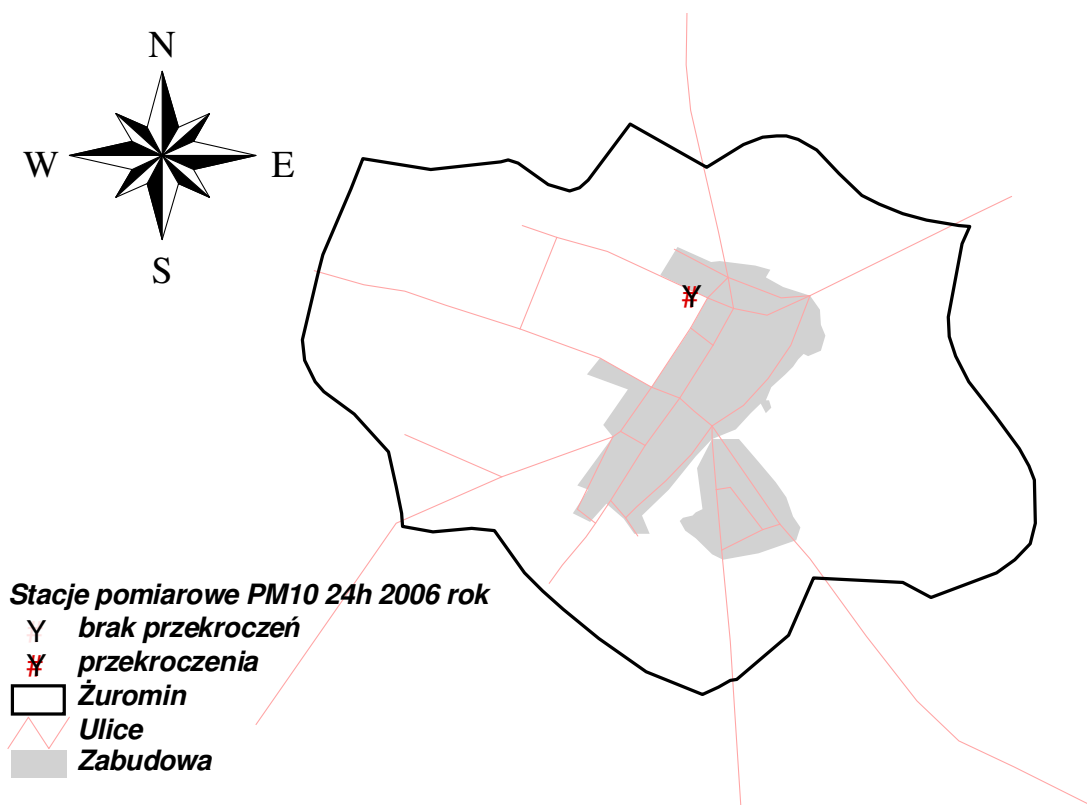 N
W
E
S
Stacje pomiarowe PM10 24h 2006 rok
brak przekroczeń
przekroczenia
Żuromin
Ulice
Zabudowa